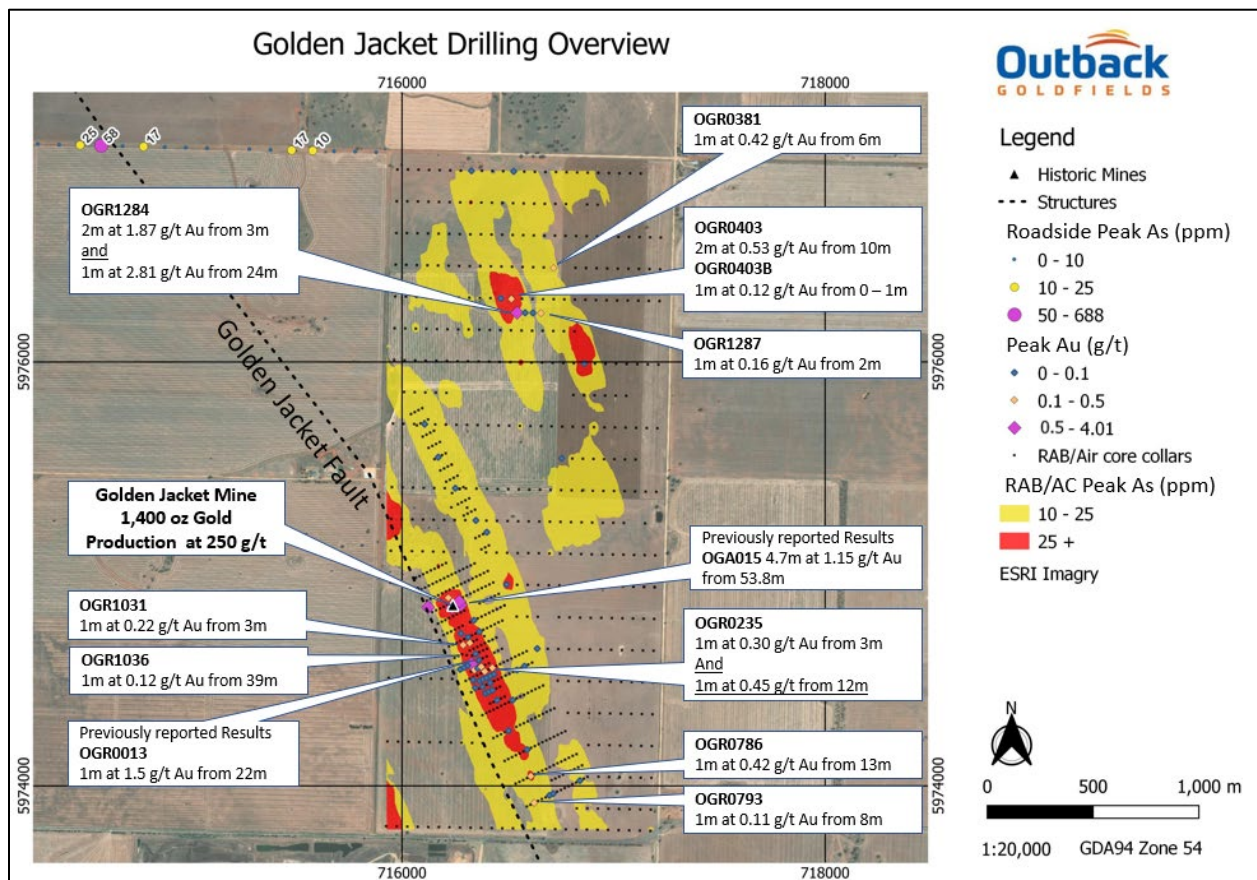 Golden Jacket Drilling Overview
Outback
GOLDFIELDS
716000
718000
25
58
17
17
10
OGR0381
1m at 0.42 g/t Au from 6m
OGR1284
2m at 1.87 g/t Au from 3m
and
1m at 2.81 g/t Au from 24m
OGR0403
2m at 0.53 g/t Au from 10m
OGR0403B
1m at 0.12 g/t Au from 0 – 1m
OGR1287
1m at 0.16 g/t Au from 2m
5976000
5976000
Golden Jacket Fault
Golden Jacket Mine
1,400 oz Gold
Production at 250 g/t
Previously reported Results
OGA015 4.7m at 1.15 g/t Au
from 53.8m
OGR1031
1m at 0.22 g/t Au from 3m
OGR0235
1m at 0.30 g/t Au from 3m
And
1m at 0.45 g/t from 12m
OGR1036
1m at 0.12 g/t Au from 39m
Previously reported Results
OGR0013
1m at 1.5 g/t Au from 22m
OGR0786
1m at 0.42 g/t Au from 13m
OGR0793
1m at 0.11 g/t Au from 8m
5974000
5974000
716000
718000
Legend
Historic Mines
Structures
Roadside Peak As (ppm)
0 - 10
10 - 25
50 - 688
Peak Au (g/t)
0 - 0.1
0.1 - 0.5
0.5 - 4.01
RAB/Air core collars
RAB/AC Peak As (ppm)
10 - 25
25 +
ESRI Imagry
N
0 500 1,000 m
1:20,000 GDA94 Zone 54